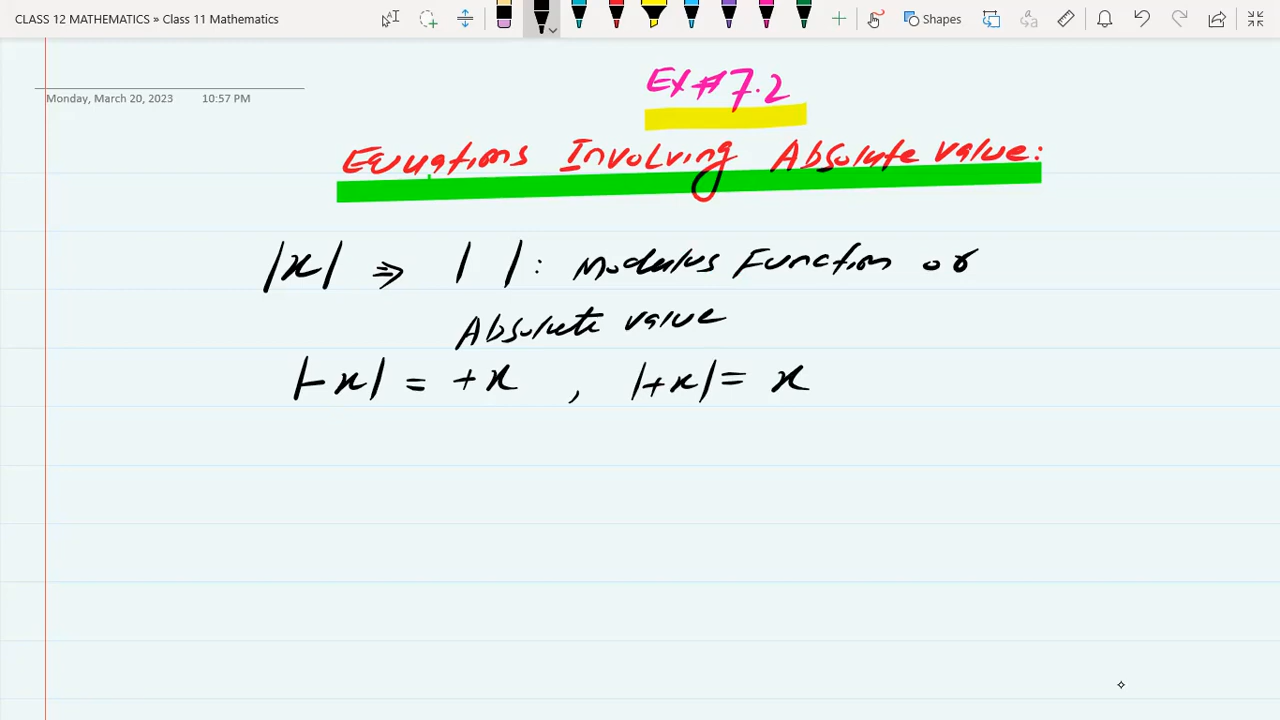 CLASS 12 MATHEMATICS » Class 11 Mathematics
Shapes
Monday, March 20, 2023 10:57 PM
Ex#7.2
Equations Involving Absolute value:
|x| ⇒ | | : Modulus Function or
Absolute value
|-x| = +x , |+x| = x